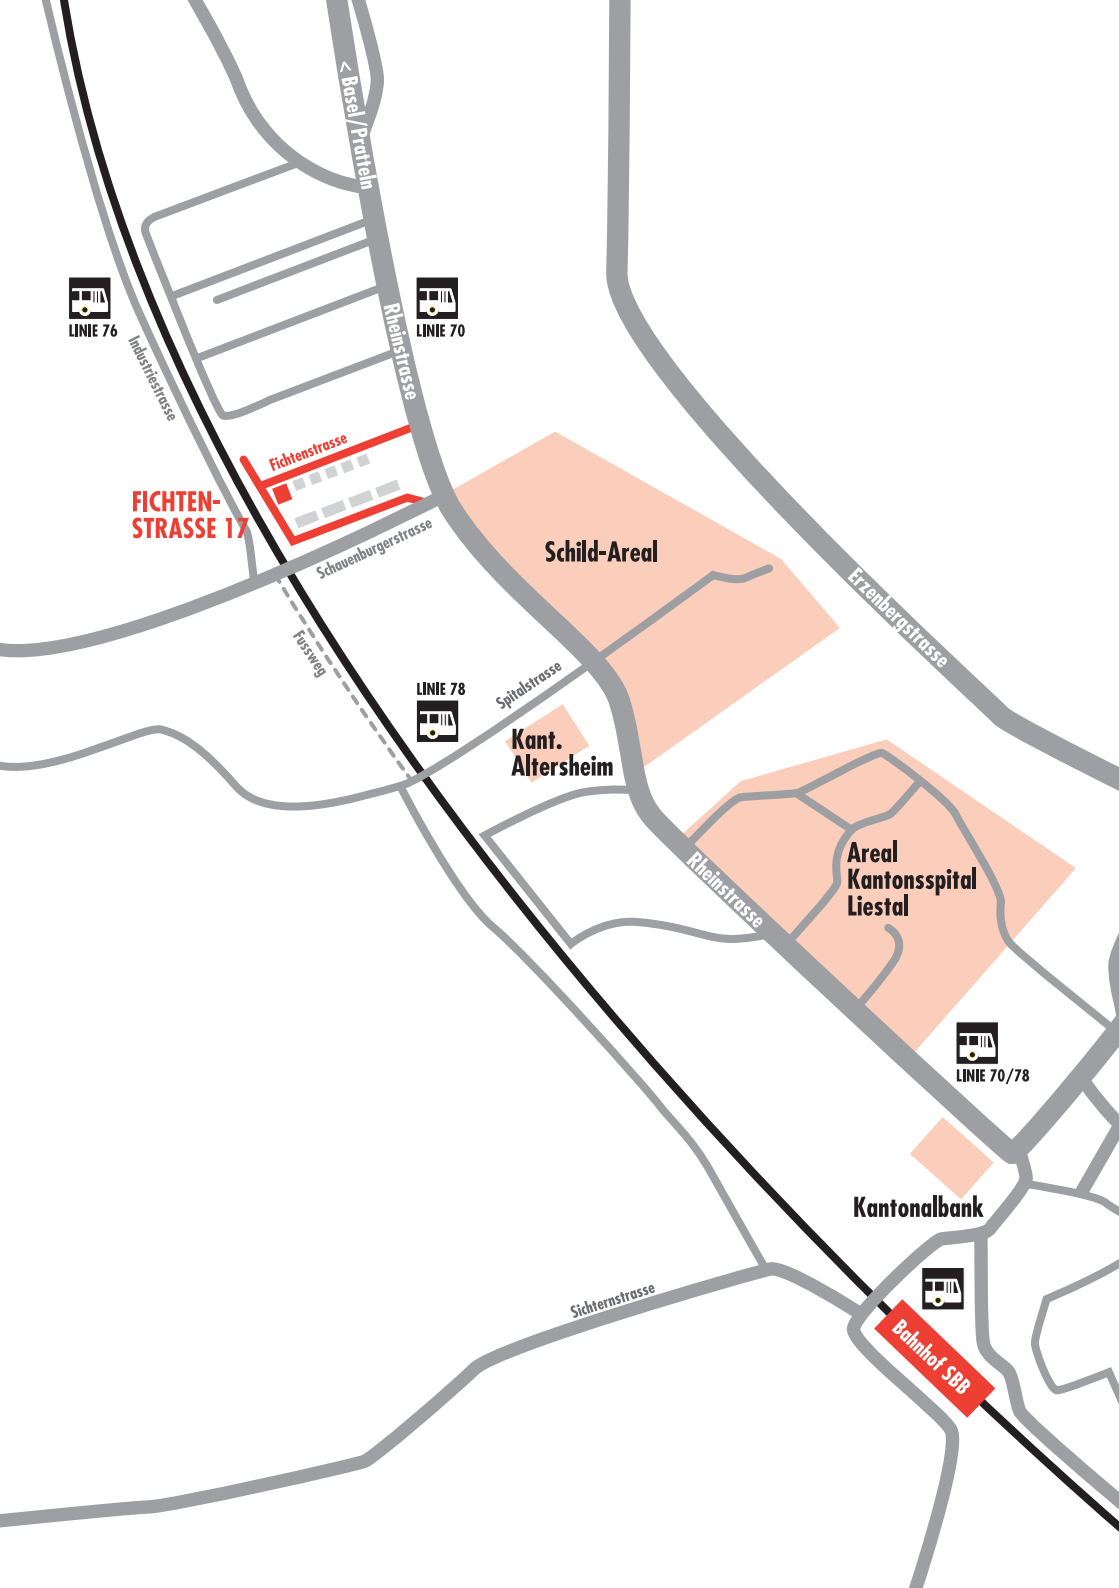 < Basel/Pratteln
LINIE 76
LINIE 70
Industriestrasse
Rheinstrasse
Fichtenstrasse
FICHTEN-
STRASSE 17
Schauenburgerstrasse
Schild-Areal
Erzenbergstrasse
Fussweg
Spitalstrasse
LINIE 78
Kant.
Altersheim
Rheinstrasse
Areal
Kantonsspital
Liestal
LINIE 70/78
Kantonalbank
Sichternstrasse
Bahnhof SBB